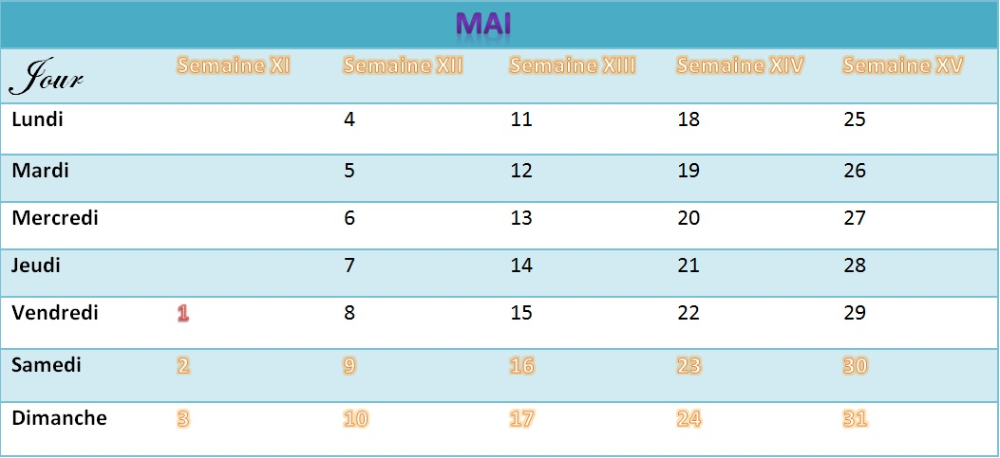 MAI
Jour Semaine XI Semaine XII Semaine XIII Semaine XIV Semaine XV
Lundi 4 11 18 25
Mardi 5 12 19 26
Mercredi 6 13 20 27
Jeudi 7 14 21 28
Vendredi 1 8 15 22 29
Samedi 2 9 16 23 30
Dimanche 3 10 17 24 31